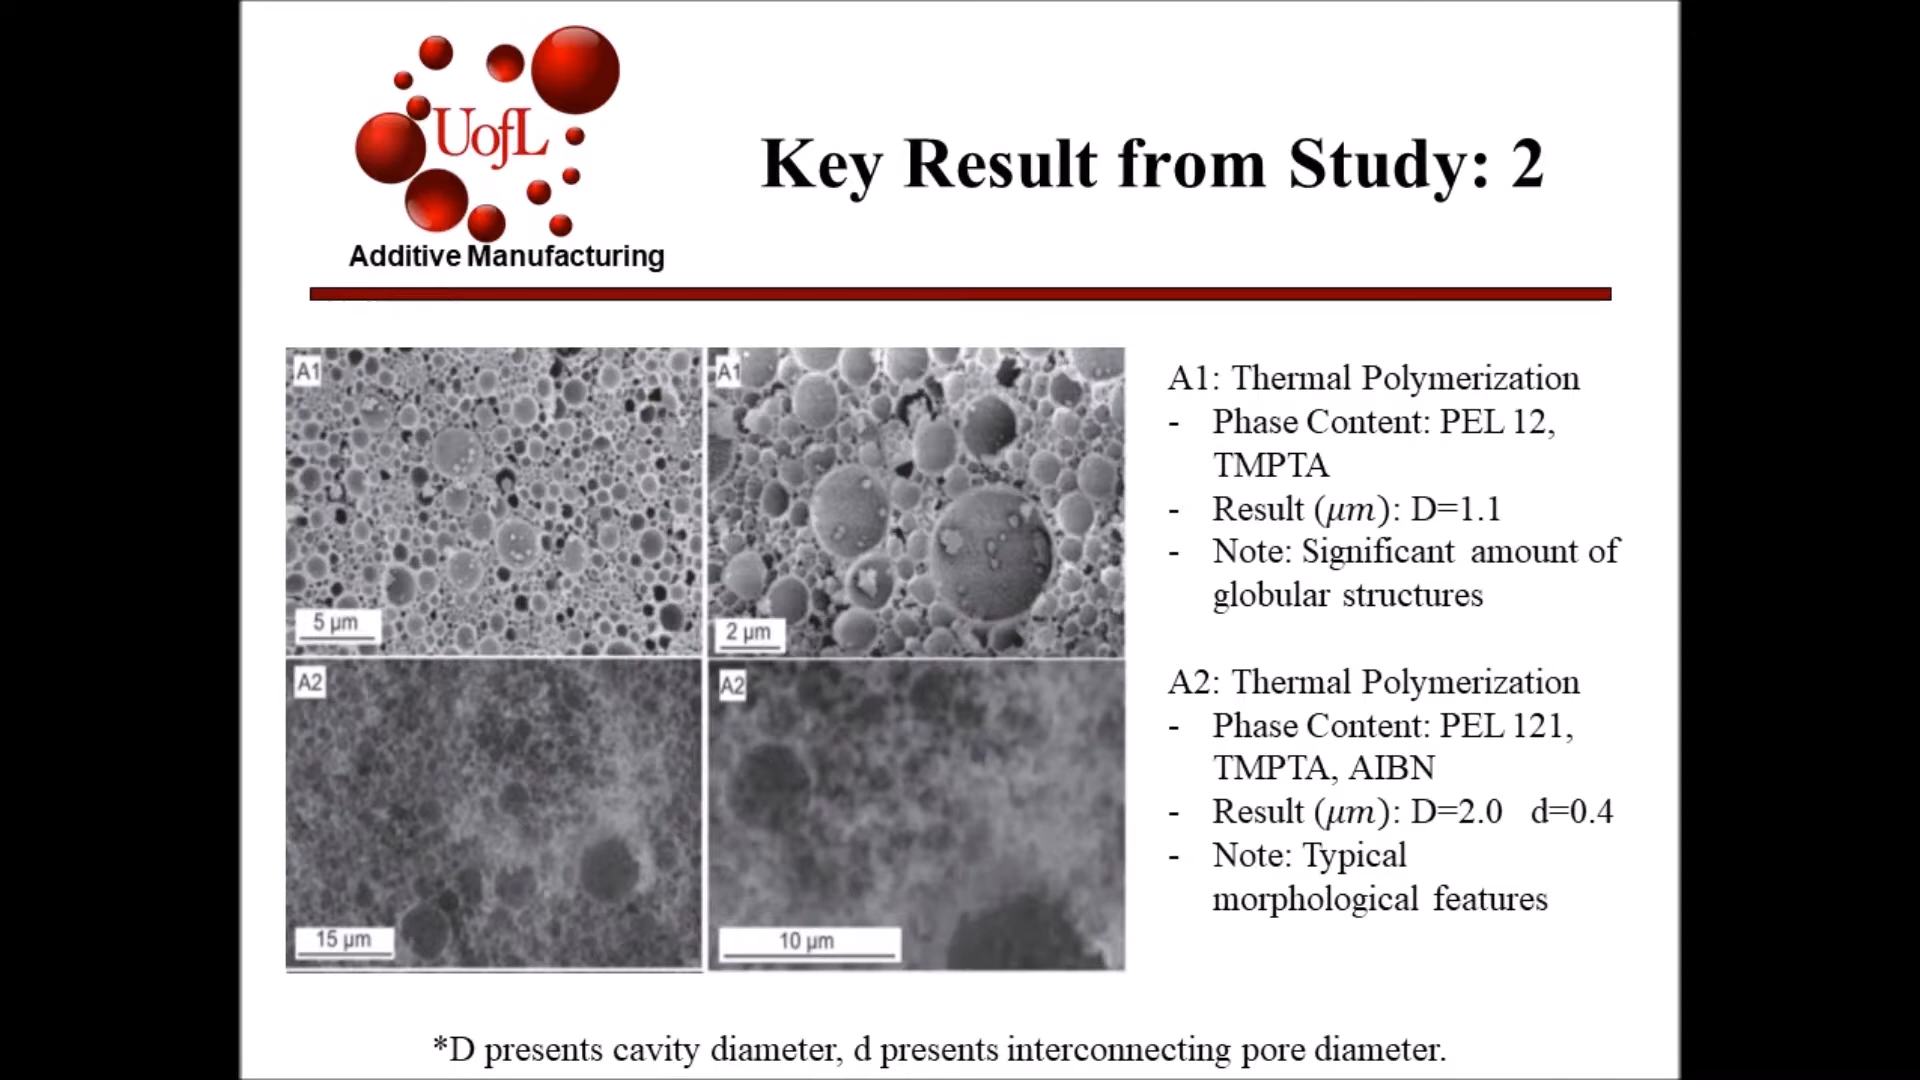 UofL
Additive Manufacturing
Key Result from Study: 2
A1
5 μm
A1
2 μm
A2
15 μm
A2
10 μm
A1: Thermal Polymerization
- Phase Content: PEL 12,
TMPTA
- Result (μm): D=1.1
- Note: Significant amount of
globular structures
A2: Thermal Polymerization
- Phase Content: PEL 121,
TMPTA, AIBN
- Result (μm): D=2.0 d=0.4
- Note: Typical
morphological features
*D presents cavity diameter, d presents interconnecting pore diameter.